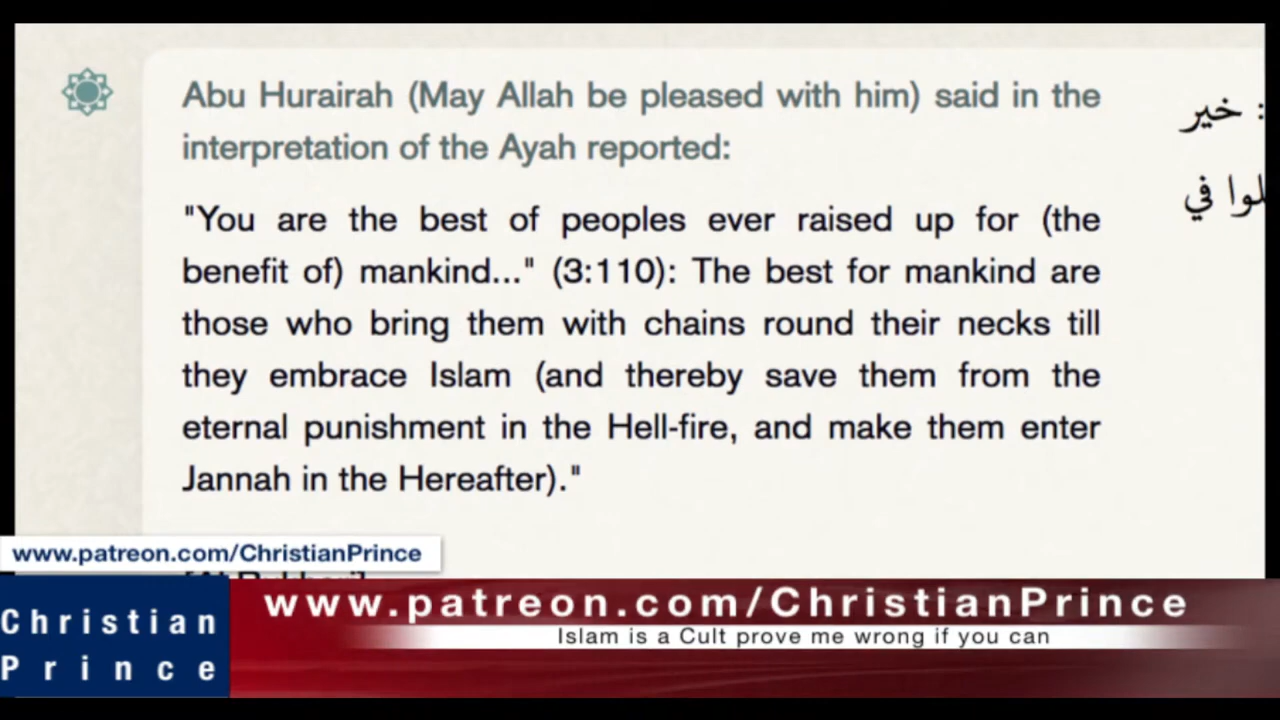 Abu Hurairah (May Allah be pleased with him) said in the
interpretation of the Ayah reported:
"You are the best of peoples ever raised up for (the
benefit of) mankind..." (3:110): The best for mankind are
those who bring them with chains round their necks till
they embrace Islam (and thereby save them from the
eternal punishment in the Hell-fire, and make them enter
Jannah in the Hereafter)."
: خير
لوا في
www.patreon.com/ChristianPrince
Christian
Prince
www.patreon.com/ChristianPrince
Islam is a Cult prove me wrong if you can